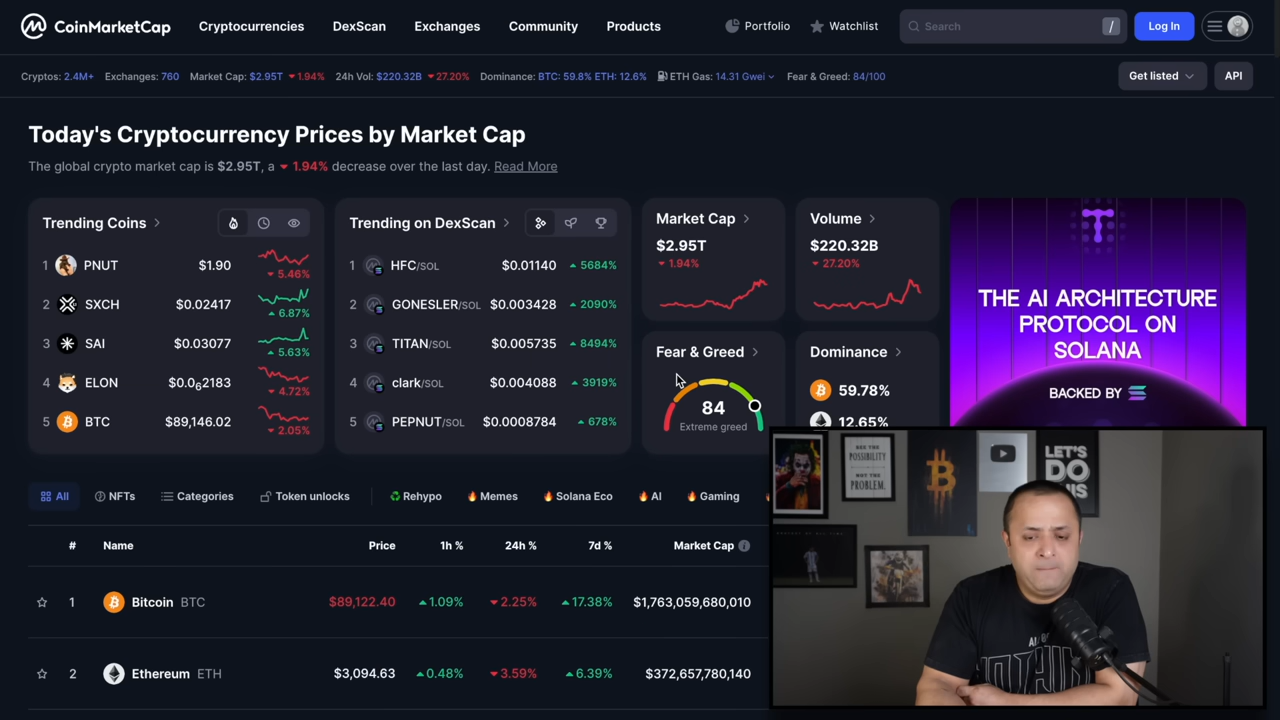 CoinMarketCap
Cryptocurrencies DexScan Exchanges Community Products
Portfolio Watchlist Search / Log In
Cryptos: 2.4M+ Exchanges: 760 Market Cap: $2.95T 1.94% 24h Vol: $220.32B 27.20% Dominance: BTC: 59.8% ETH: 12.6% ETH Gas: 14.31 Gwei Fear & Greed: 84/100
Get listed API
Today's Cryptocurrency Prices by Market Cap
The global crypto market cap is $2.95T, a 1.94% decrease over the last day. Read More
Trending Coins
1 PNUT $1.90 5.46%
2 SXCH $0.02417 6.87%
3 SAI $0.03077 5.63%
4 ELON $0.0₆2183 4.72%
5 BTC $89,146.02 2.05%
Trending on DexScan
1 HFC/SOL $0.01140 5684%
2 GONESLER/SOL $0.003428 2090%
3 TITAN/SOL $0.005735 8494%
4 clark/SOL $0.004088 3919%
5 PEPNUT/SOL $0.0008784 678%
Market Cap
$2.95T
1.94%
Volume
$220.32B
27.20%
Fear & Greed
84
Extreme greed
Dominance
59.78%
12.65%
THE AI ARCHITECTURE
PROTOCOL ON
SOLANA
BACKED BY
All NFTs Categories Token unlocks Rehypo Memes Solana Eco AI Gaming
# Name Price 1h % 24h % 7d % Market Cap
1 Bitcoin BTC $89,122.40 1.09% 2.25% 17.38% $1,763,059,680,010
2 Ethereum ETH $3,094.63 0.48% 3.59% 6.39% $372,657,780,140
SEE THE
POSSIBILITY
NOT THE
PROBLEM.
LET'S
DO